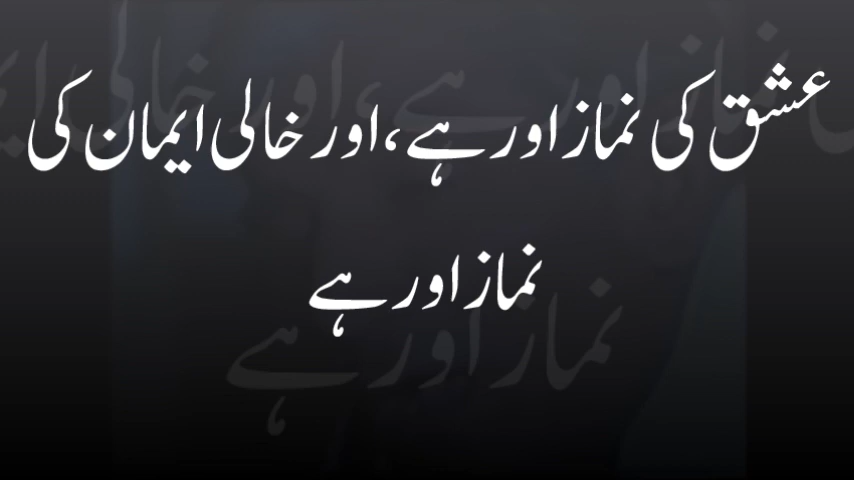 عشق کی نماز اور ہے، اور خالی ایمان کی
نماز اور ہے